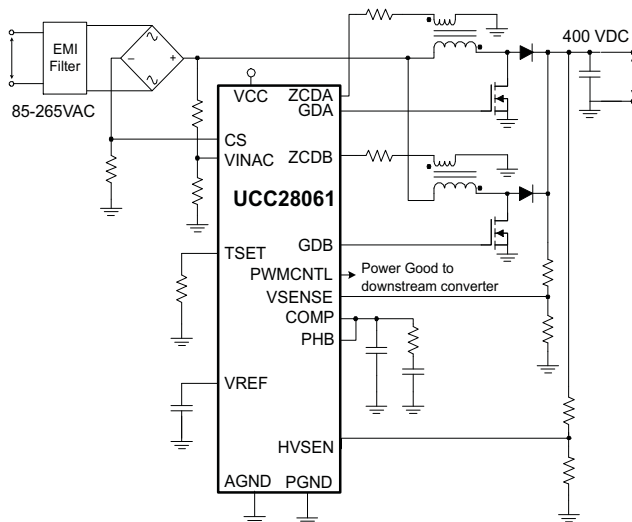 EMI
Filter
85-265VAC
−
+
VCC
ZCDA
GDA
400 VDC
CS
VINAC
ZCDB
UCC28061
TSET
GDB
PWMCNTL
Power Good to
downstream converter
VSENSE
COMP
PHB
VREF
HVSEN
AGND
PGND